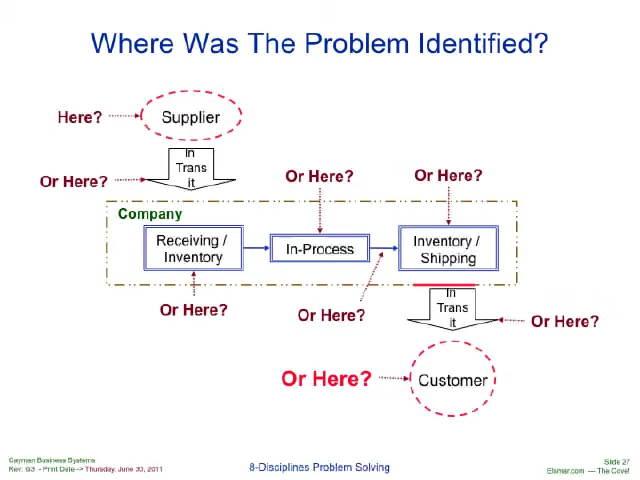 Where Was The Problem Identified?
Here?
Supplier
In
Trans
it
Or Here?
Or Here?
Or Here?
Company
Receiving /
Inventory
In-Process
Inventory /
Shipping
Or Here?
Or Here?
In
Trans
it
Or Here?
Or Here?
Customer
Cayman Business Systems
Rev: G3 - Print Date -> Thursday, June 30, 2011
8-Disciplines Problem Solving
Slide 27
Elsmar.com --- The Cove!